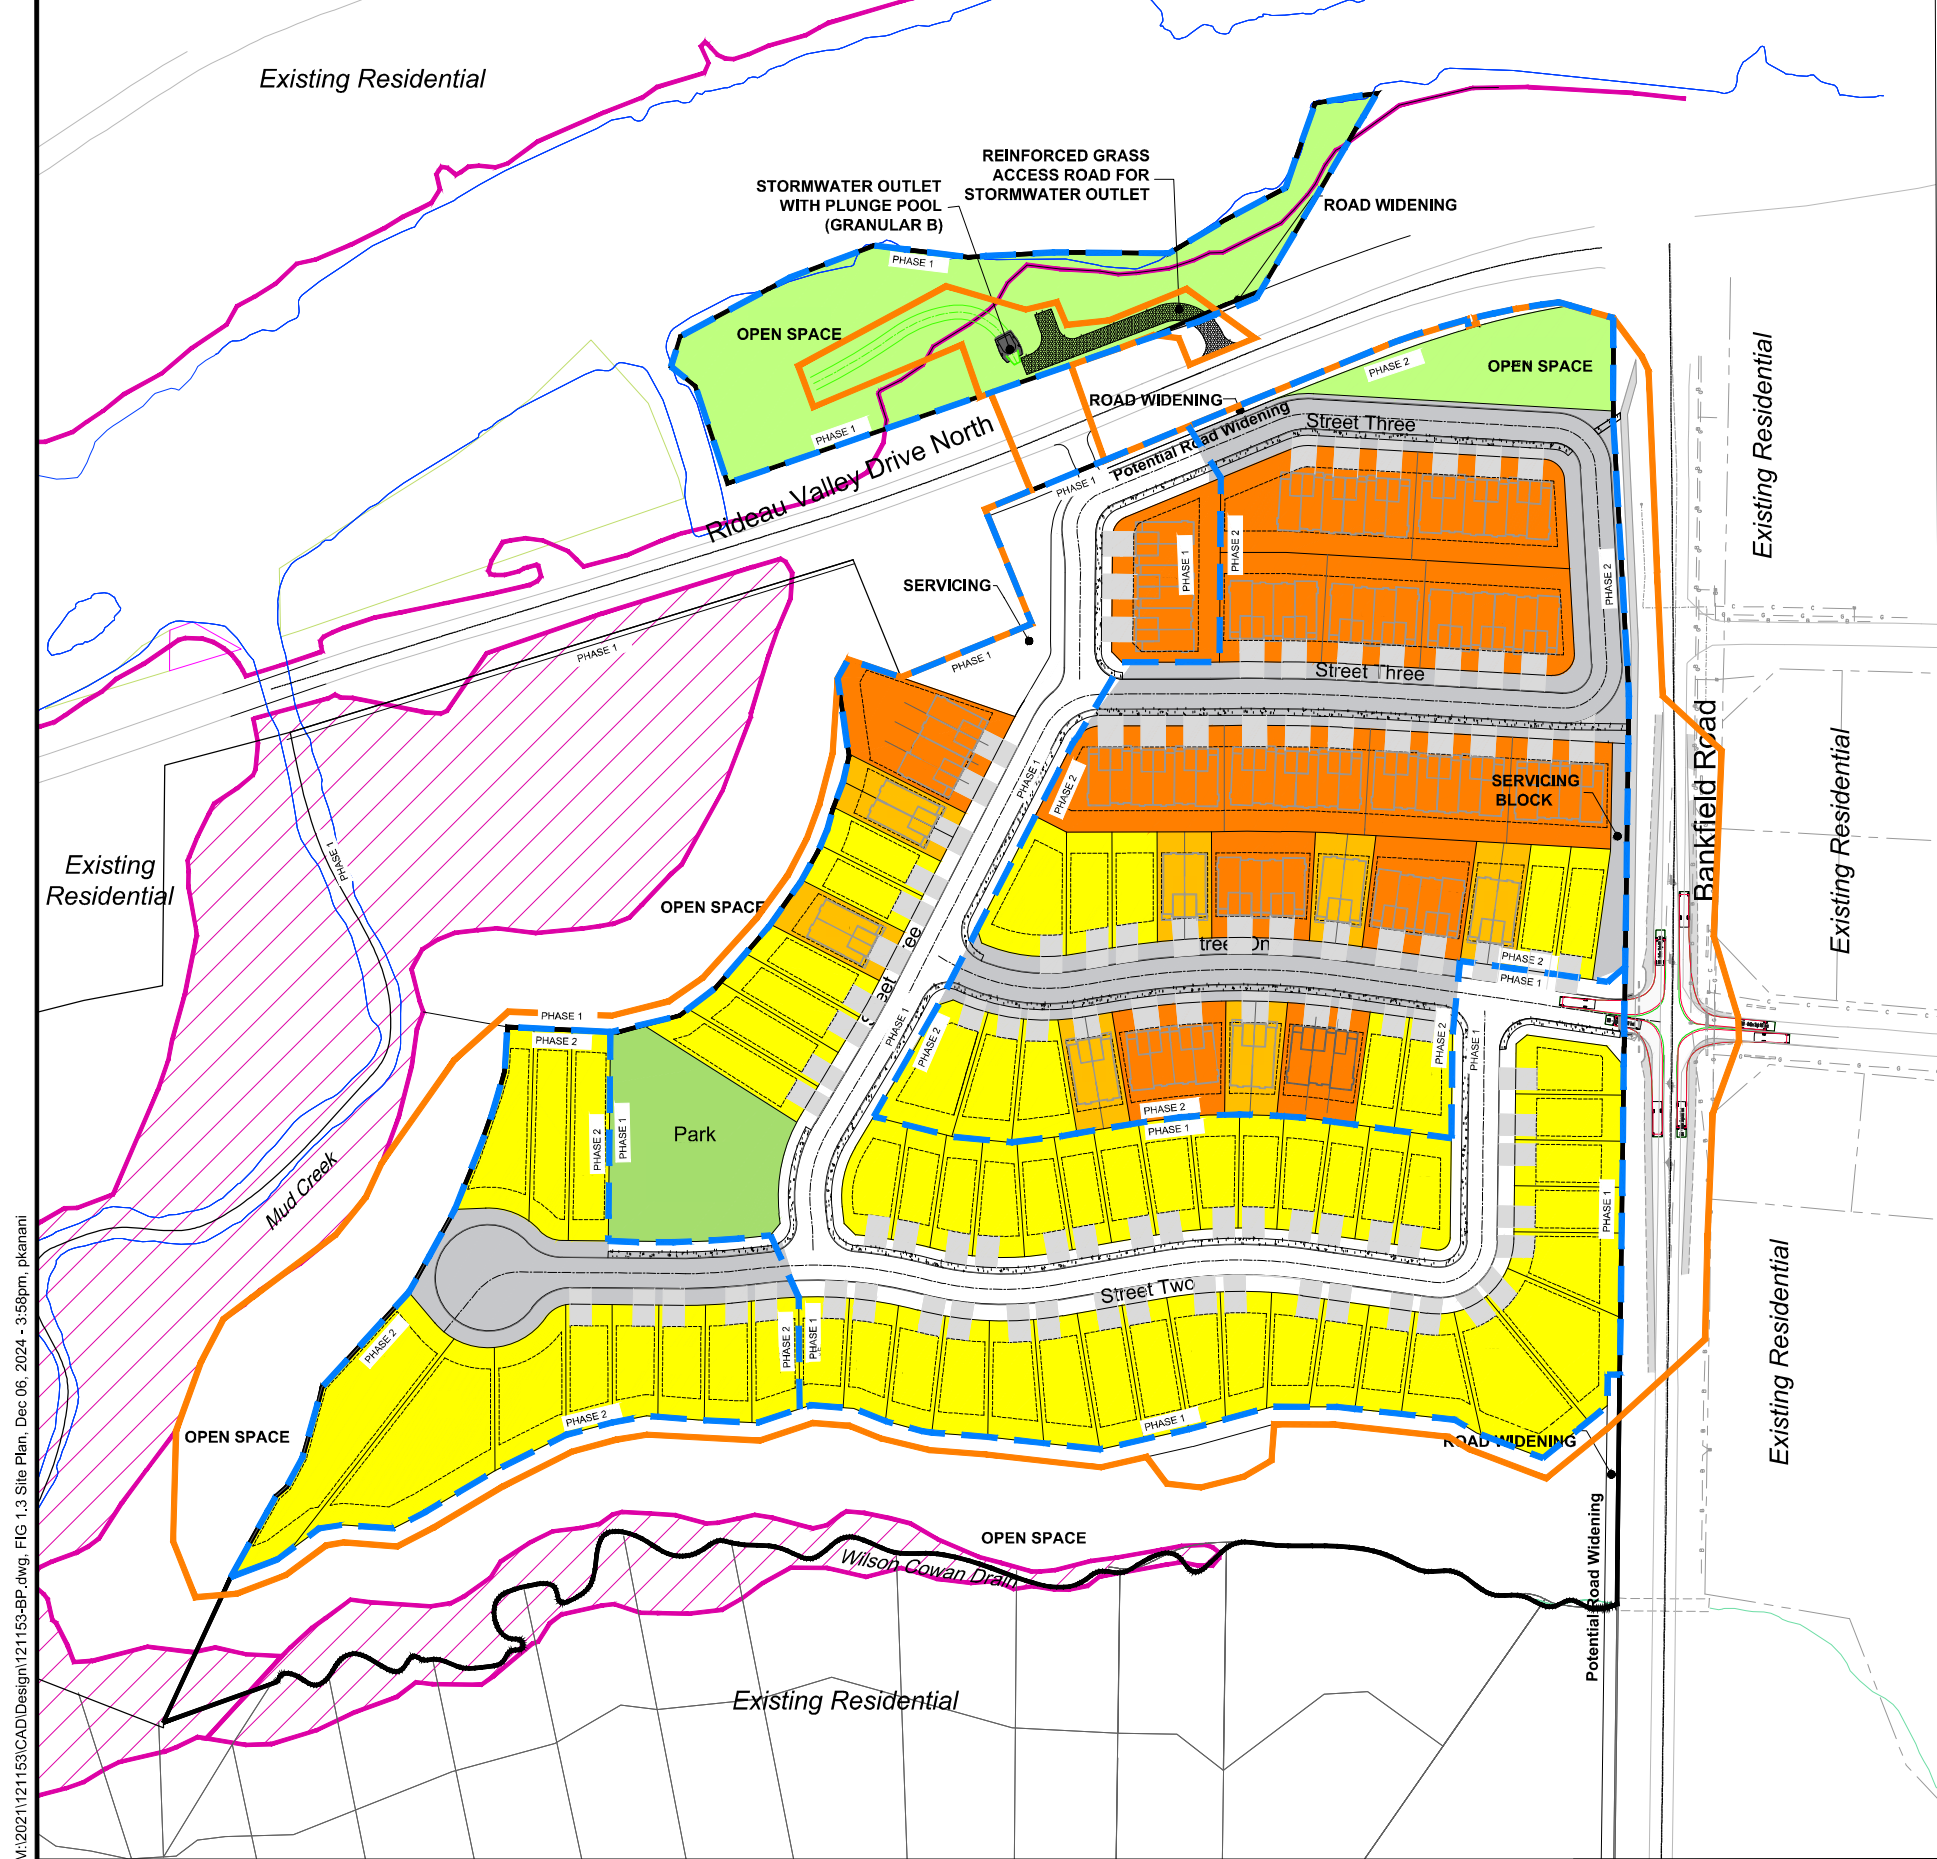 Existing Residential
REINFORCED GRASS
ACCESS ROAD FOR
STORMWATER OUTLET
STORMWATER OUTLET
WITH PLUNGE POOL
(GRANULAR B)
ROAD WIDENING
PHASE 1
OPEN SPACE
OPEN SPACE
PHASE 2
ROAD WIDENING
Potential Road Widening
Street Three
PHASE 1
Rideau Valley Drive North
PHASE 1
Existing Residential
PHASE 1
PHASE 2
PHASE 2
SERVICING
PHASE 1
PHASE 1
Street Three
Bankfield Road
PHASE 1
PHASE 2
SERVICING
BLOCK
Existing Residential
Existing
Residential
PHASE 1
OPEN SPACE
PHASE 2
PHASE 1
PHASE 1
PHASE 2
PHASE 2
PHASE 1
PHASE 1
PHASE 2
PHASE 2
PHASE 1
Park
PHASE 2
PHASE 1
PHASE 1
Mud Creek
Street Two
PHASE 2
PHASE 2
PHASE 1
Existing Residential
PHASE 2
PHASE 1
OPEN SPACE
ROAD WIDENING
OPEN SPACE
Wilson Cowan Drain
Potential Road Widening
Existing Residential
M:\2021\121153\CAD\Design\121153-BP.dwg, FIG 1.3 Site Plan, Dec 06, 2024 - 3:58pm, pkanani